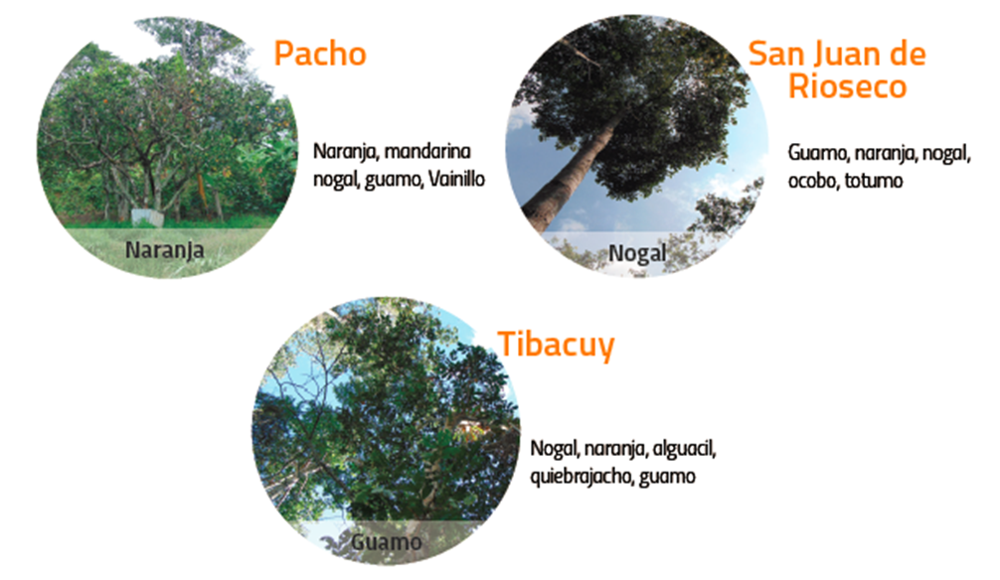 Pacho
Naranja, mandarina
nogal, guamo, Vainillo
Naranja
San Juan de
Rioseco
Guamo, naranja, nogal,
ocobo, totumo
Nogal
Tibacuy
Nogal, naranja, alguacil,
quiebrajacho, guamo
Guamo